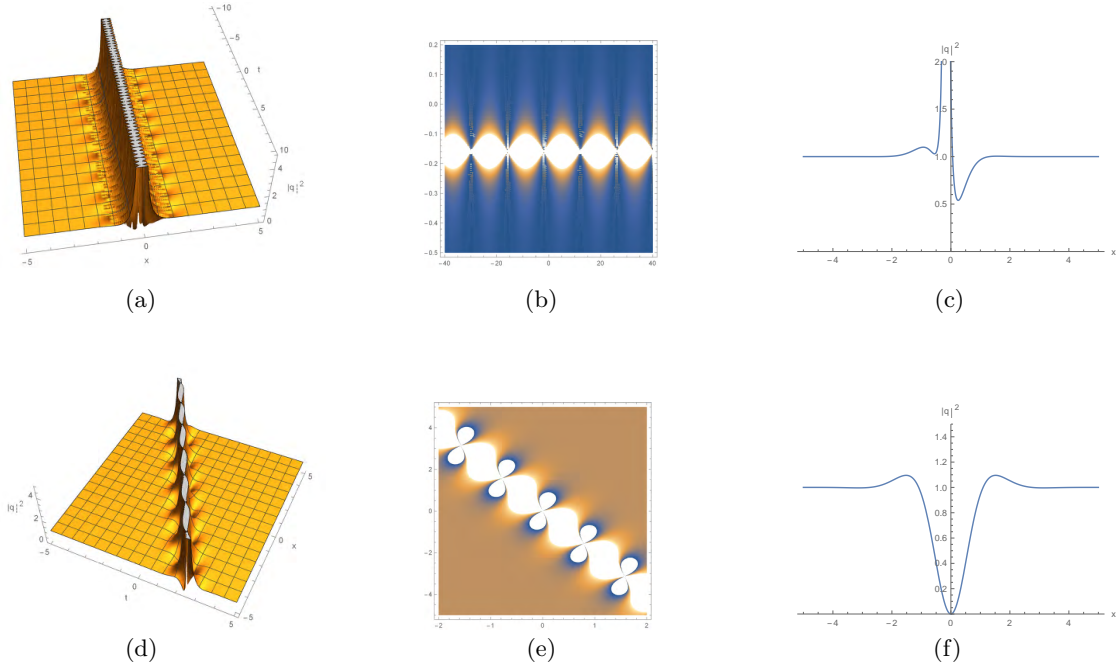 −10
−5
0 t
5
10
4
|q|²
2
0
−5 0 5
x
(a)
0.2
0.1
0.0
−0.1
−0.2
−0.3
−0.4
−0.5
−40 −20 0 20 40
(b)
|q|²
2.0
1.5
1.0
0.5
−4 −2 2 4 x
(c)
4
|q|²
2
0
−5
0
t
5
5
0 x
−5
(d)
4
2
0
−2
−4
−2 −1 0 1 2
(e)
|q|²
1.4
1.2
1.0
0.8
0.6
0.4
0.2
−4 −2 2 4 x
(f)